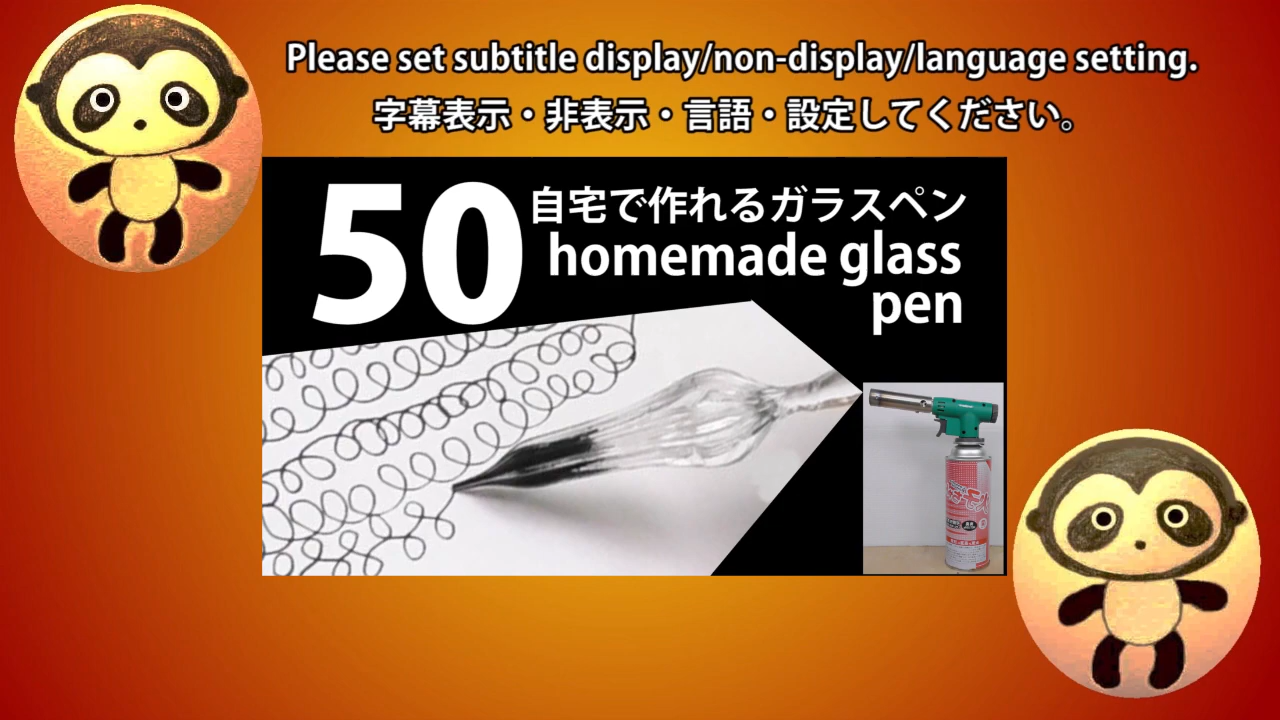 Please set subtitle display/non-display/language setting.
字幕表示・非表示・言語・設定してください。
50
自宅で作れるガラスペン
homemade glass
pen